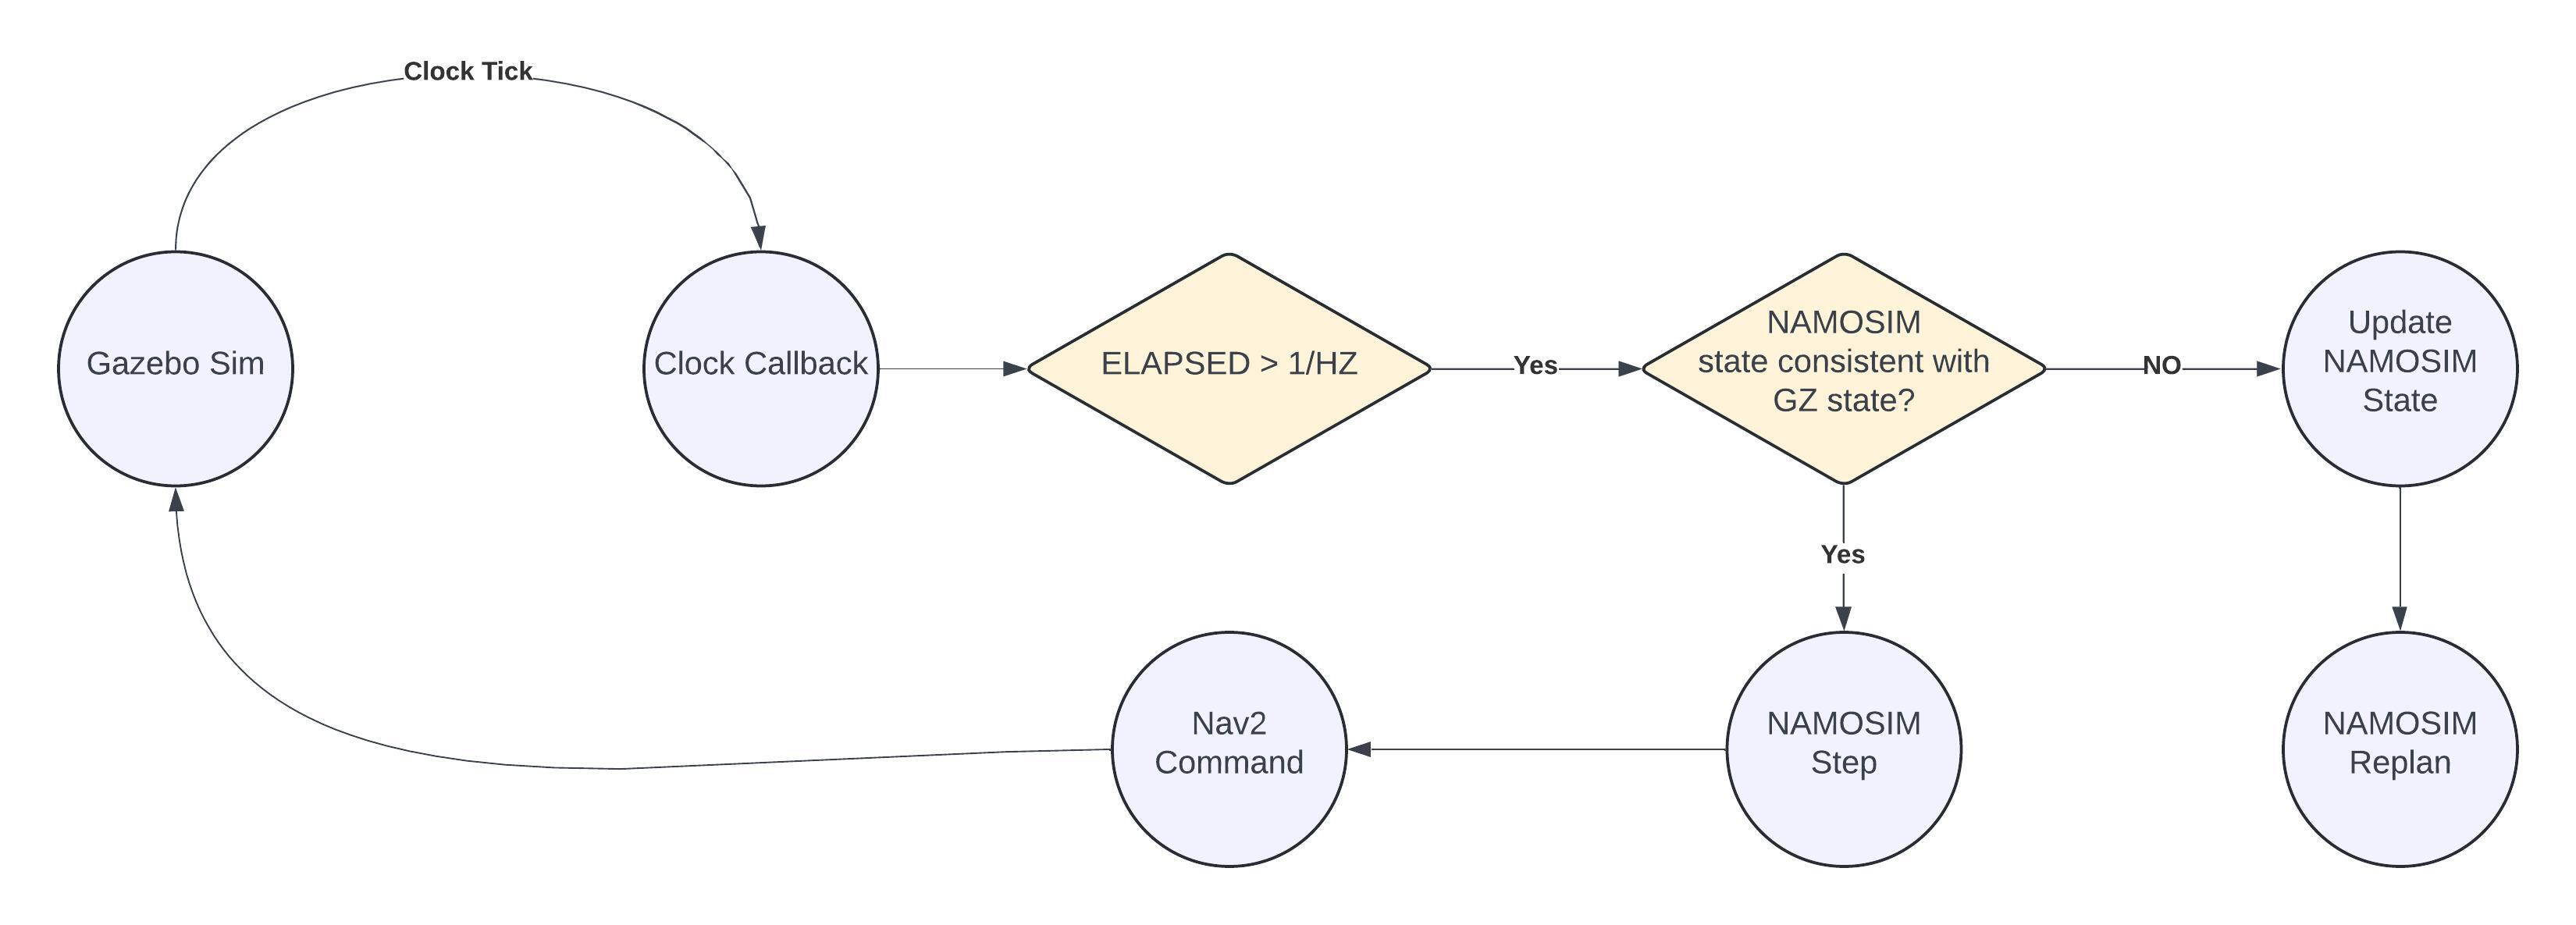 Clock Tick
Gazebo Sim
Clock Callback
ELAPSED > 1/HZ
Yes
NAMOSIM
state consistent with
GZ state?
NO
Update
NAMOSIM
State
Yes
Nav2
Command
NAMOSIM
Step
NAMOSIM
Replan